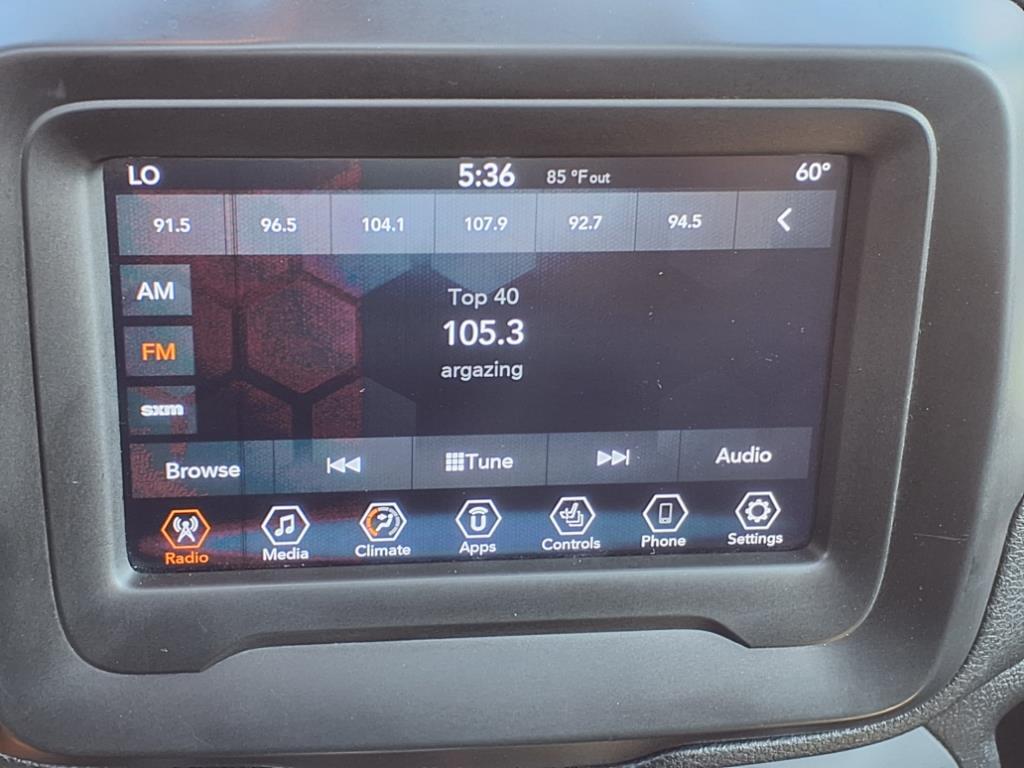 LO 5:36 85 °F out 60°
91.5 96.5 104.1 107.9 92.7 94.5
AM
Top 40
105.3
FM
argazing
sxm
Browse Tune Audio
Radio Media Climate Apps Controls Phone Settings